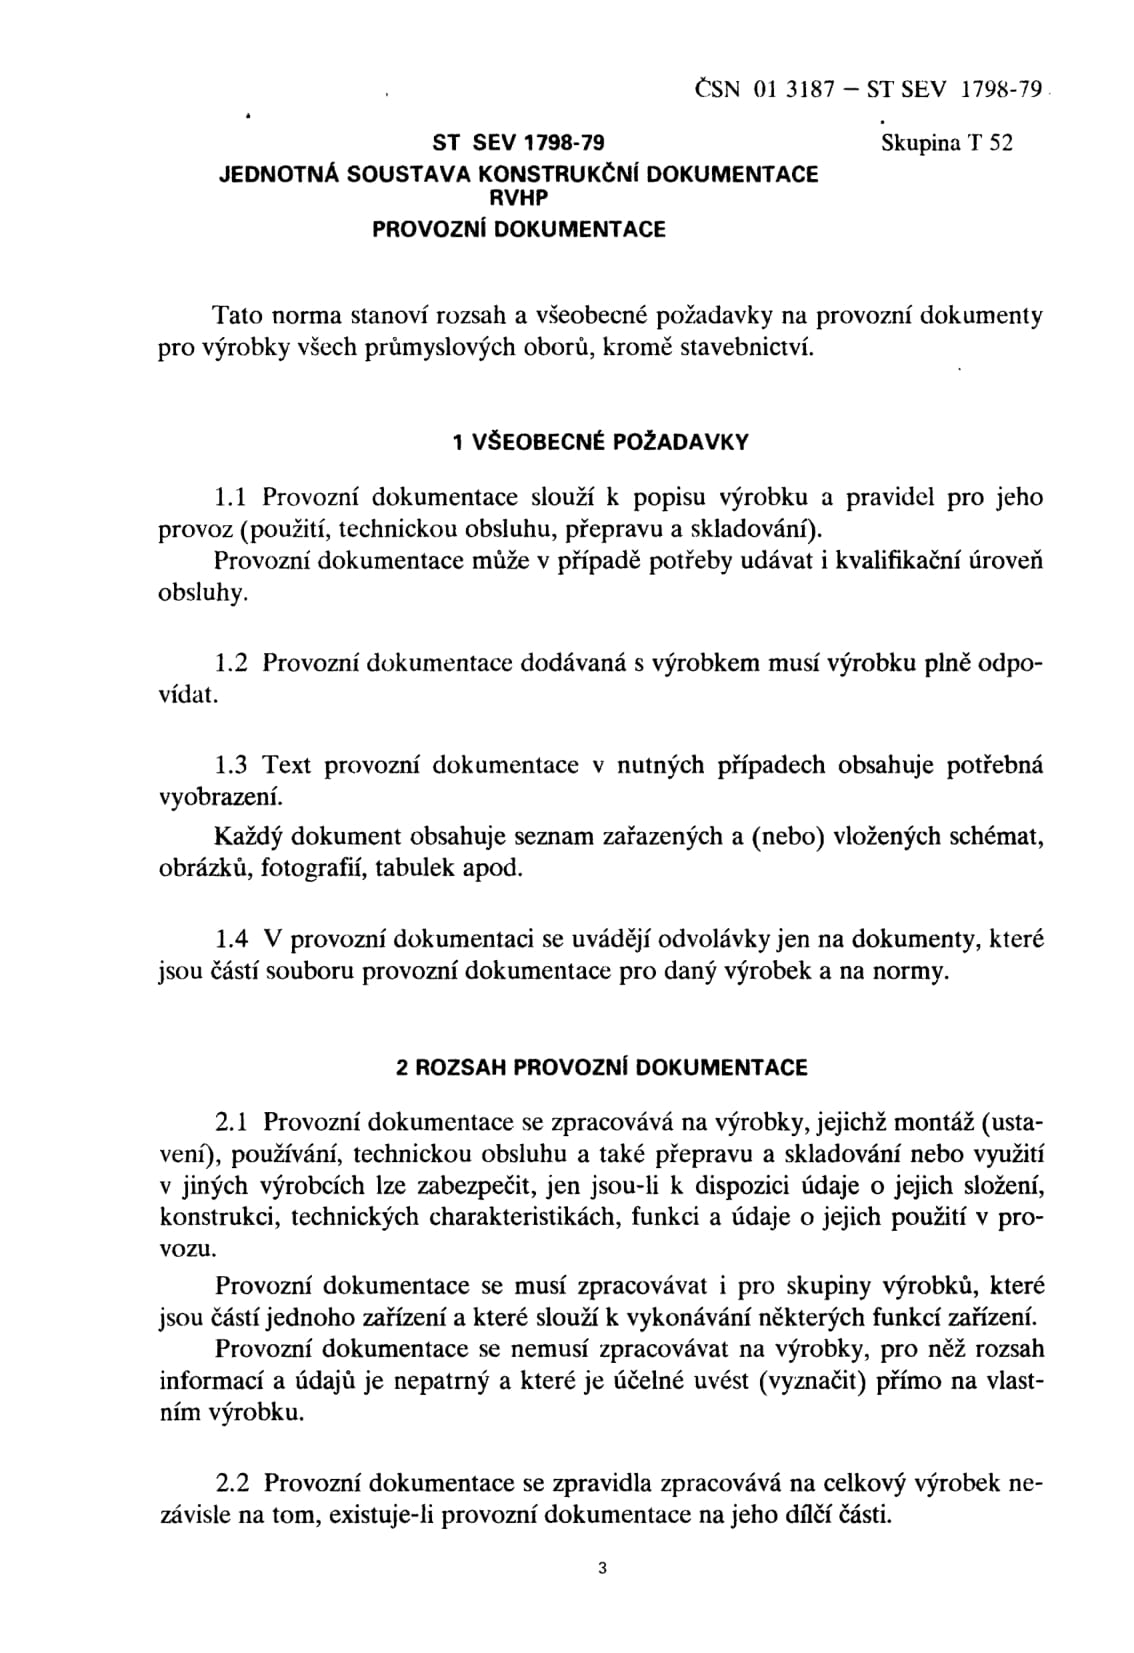 ČSN 01 3187 – ST SEV 1798-79
ST SEV 1798-79
Skupina T 52
JEDNOTNÁ SOUSTAVA KONSTRUKČNÍ DOKUMENTACE
RVHP
PROVOZNÍ DOKUMENTACE
Tato norma stanoví rozsah a všeobecné požadavky na provozní dokumenty
pro výrobky všech průmyslových oborů, kromě stavebnictví.
1 VŠEOBECNÉ POŽADAVKY
1.1 Provozní dokumentace slouží k popisu výrobku a pravidel pro jeho
provoz (použití, technickou obsluhu, přepravu a skladování).
Provozní dokumentace může v případě potřeby udávat i kvalifikační úroveň
obsluhy.
1.2 Provozní dokumentace dodávaná s výrobkem musí výrobku plně odpo-
vídat.
1.3 Text provozní dokumentace v nutných případech obsahuje potřebná
vyobrazení.
Každý dokument obsahuje seznam zařazených a (nebo) vložených schémat,
obrázků, fotografií, tabulek apod.
1.4 V provozní dokumentaci se uvádějí odvolávky jen na dokumenty, které
jsou částí souboru provozní dokumentace pro daný výrobek a na normy.
2 ROZSAH PROVOZNÍ DOKUMENTACE
2.1 Provozní dokumentace se zpracovává na výrobky, jejichž montáž (usta-
vení), používání, technickou obsluhu a také přepravu a skladování nebo využití
v jiných výrobcích lze zabezpečit, jen jsou-li k dispozici údaje o jejich složení,
konstrukci, technických charakteristikách, funkci a údaje o jejich použití v pro-
vozu.
Provozní dokumentace se musí zpracovávat i pro skupiny výrobků, které
jsou částí jednoho zařízení a které slouží k vykonávání některých funkcí zařízení.
Provozní dokumentace se nemusí zpracovávat na výrobky, pro něž rozsah
informací a údajů je nepatrný a které je účelné uvést (vyznačit) přímo na vlast-
ním výrobku.
2.2 Provozní dokumentace se zpravidla zpracovává na celkový výrobek ne-
závisle na tom, existuje-li provozní dokumentace na jeho dílčí části.
3